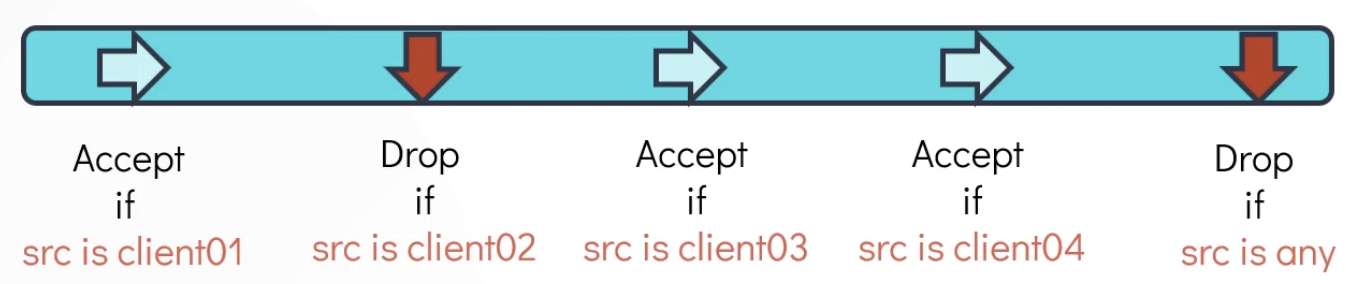 Accept
if
src is client01
Drop
if
src is client02
Accept
if
src is client03
Accept
if
src is client04
Drop
if
src is any